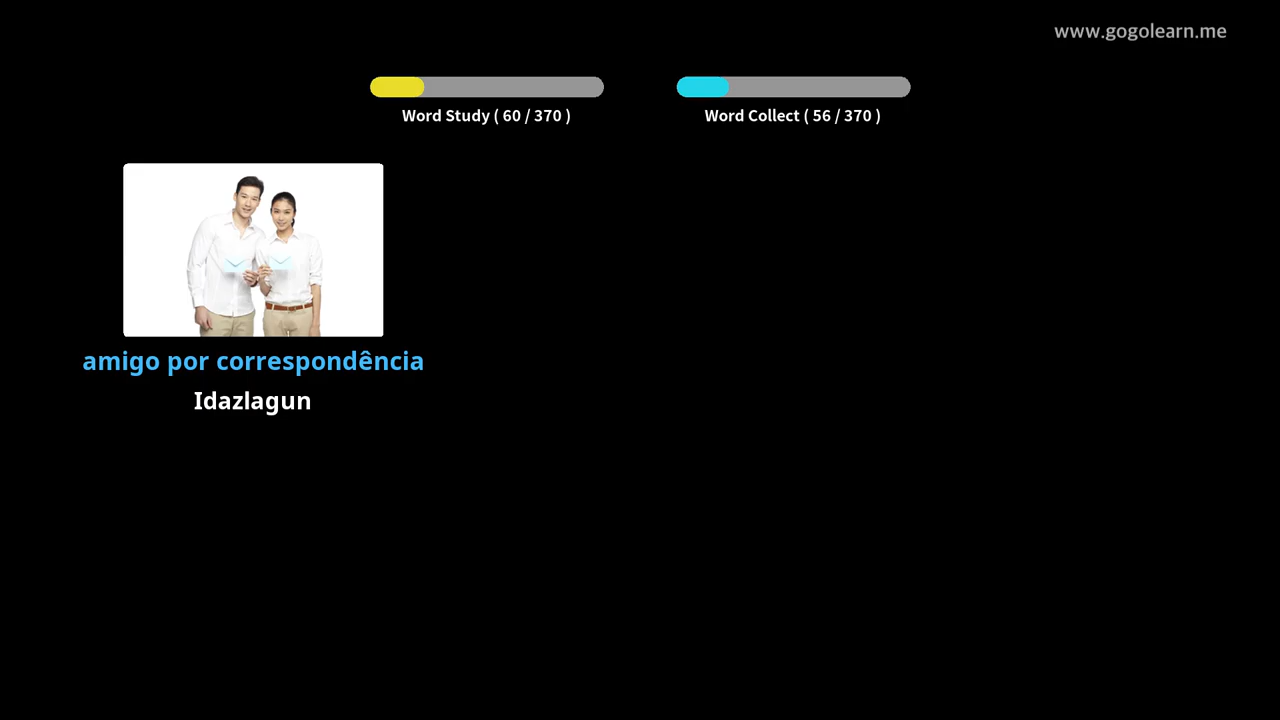 www.gogolearn.me
Word Study ( 60 / 370 )
Word Collect ( 56 / 370 )
amigo por correspondência
Idazlagun